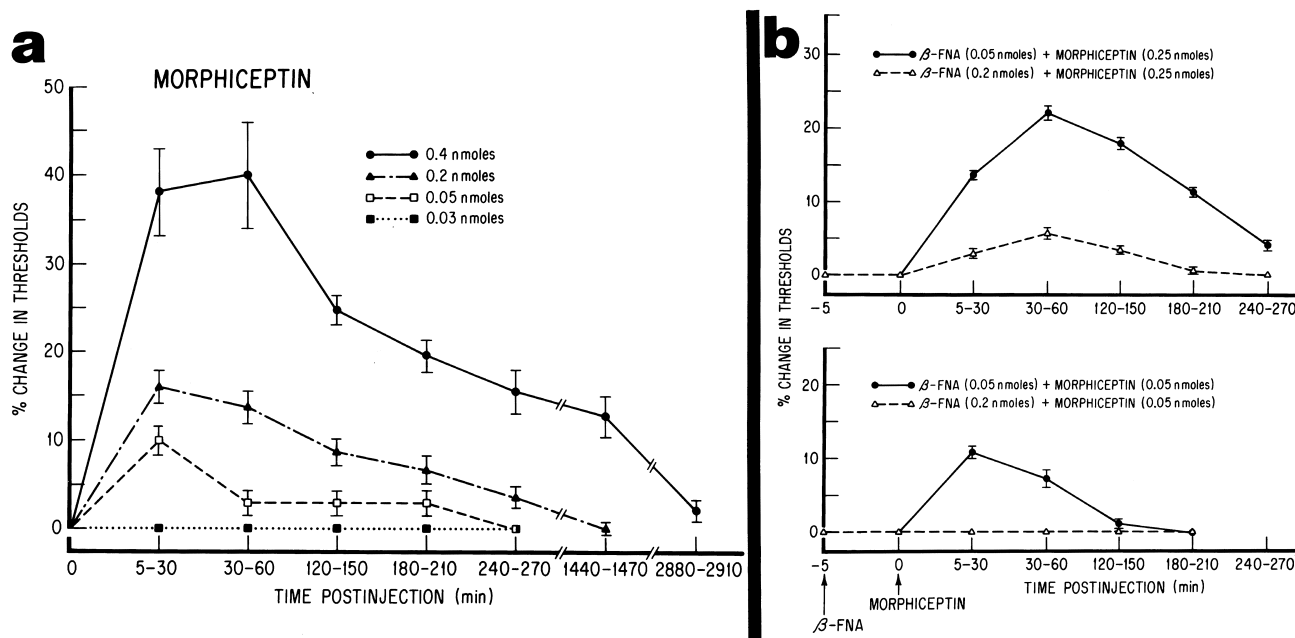 a
MORPHICEPTIN
% CHANGE IN THRESHOLDS
50
40
30
20
10
0
0.4 nmoles
0.2 nmoles
0.05 nmoles
0.03 nmoles
0 5-30 30-60 120-150 180-210 240-270 1440-1470 2880-2910
TIME POSTINJECTION (min)
b
% CHANGE IN THRESHOLDS
β-FNA (0.05 nmoles) + MORPHICEPTIN (0.25 nmoles)
β-FNA (0.2 nmoles) + MORPHICEPTIN (0.25 nmoles)
30
20
10
0
-5 0 5-30 30-60 120-150 180-210 240-270
β-FNA (0.05 nmoles) + MORPHICEPTIN (0.05 nmoles)
β-FNA (0.2 nmoles) + MORPHICEPTIN (0.05 nmoles)
20
10
0
-5 0 5-30 30-60 120-150 180-210 240-270
MORPHICEPTIN
TIME POSTINJECTION (min)
β-FNA